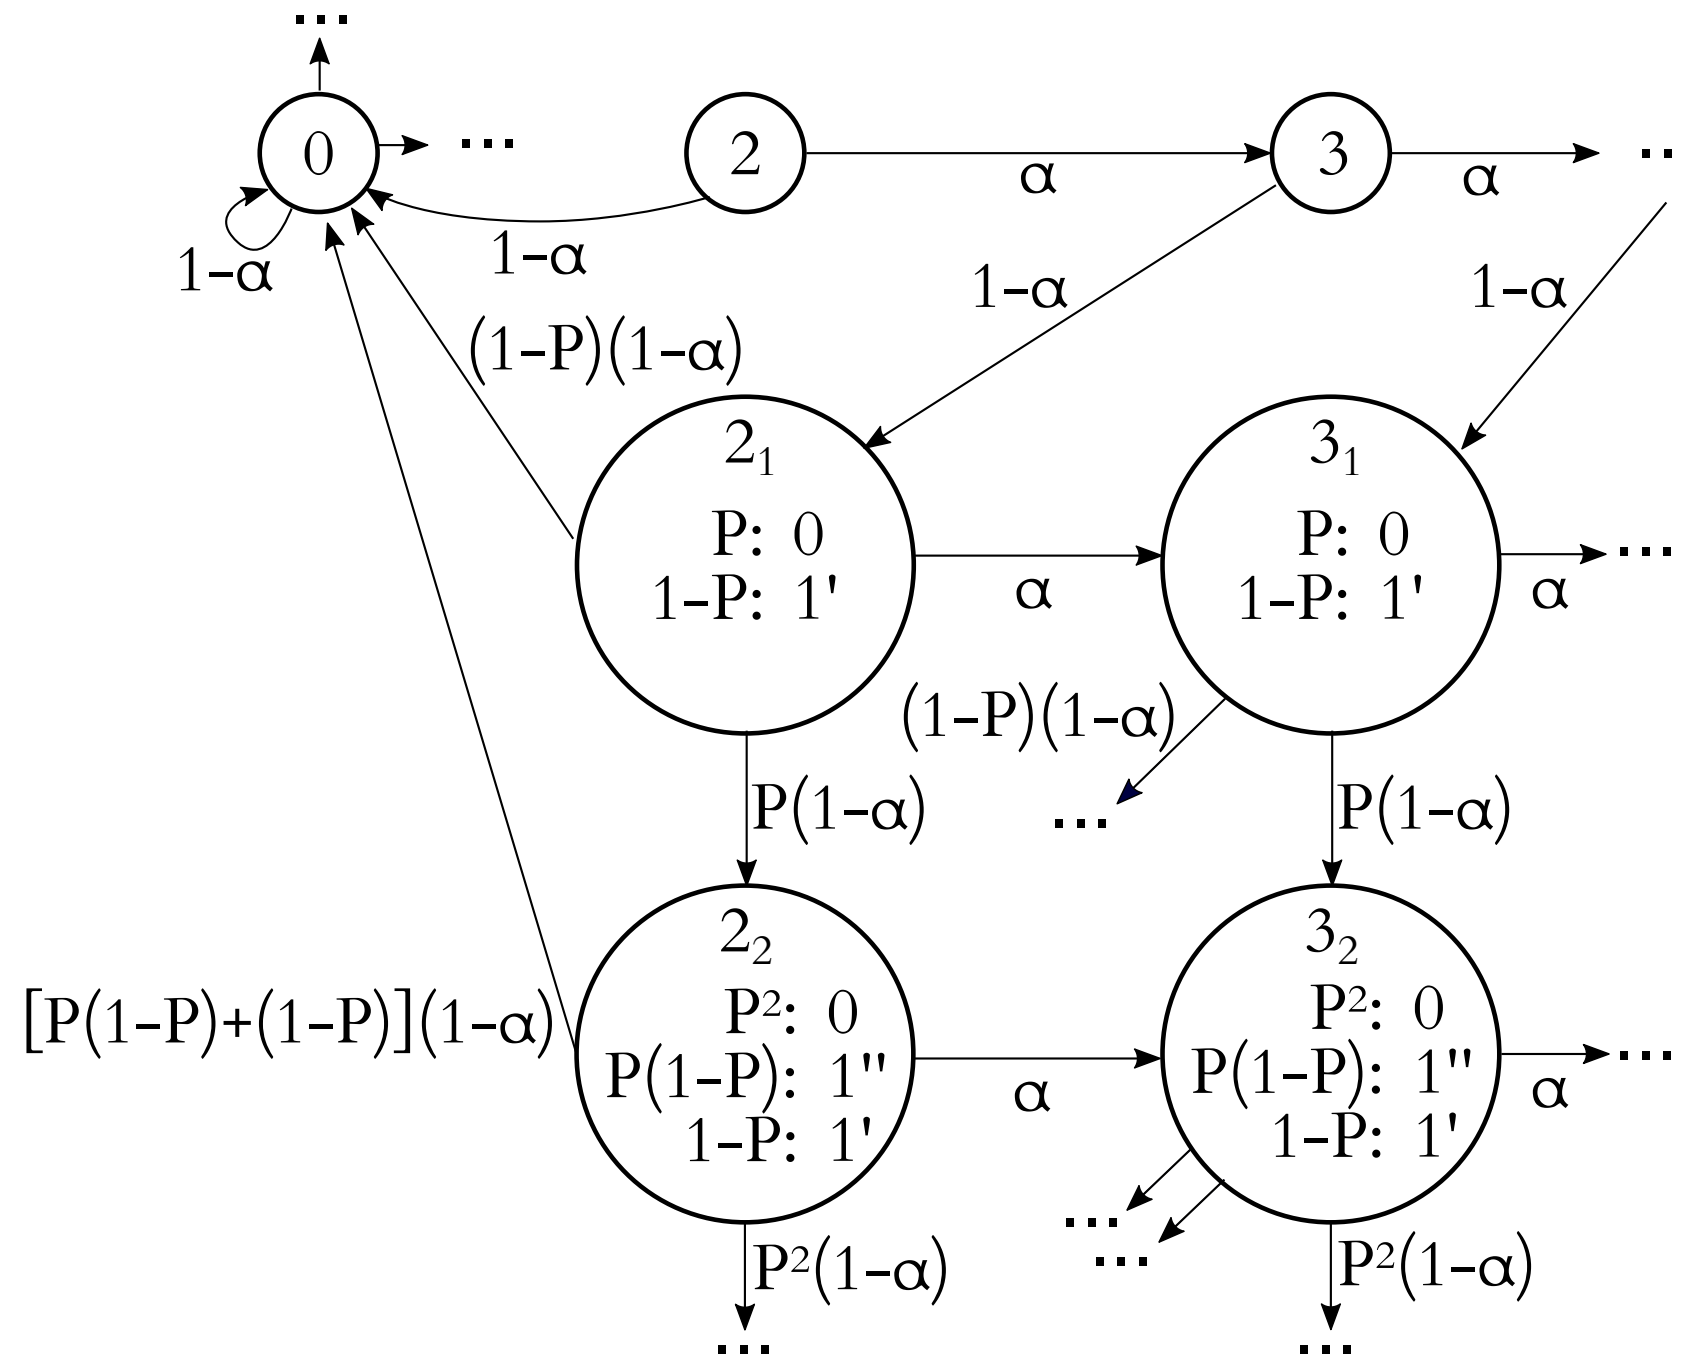 ...
0 ... 2 α 3 α ..
1-α 1-α 1-α 1-α
(1-P)(1-α)
2₁ 3₁
P: 0 P: 0 ...
1-P: 1' α 1-P: 1' α
(1-P)(1-α)
P(1-α) ... P(1-α)
2₂ 3₂
[P(1-P)+(1-P)](1-α) P²: 0 P²: 0
P(1-P): 1'' α P(1-P): 1'' α ...
1-P: 1' 1-P: 1'
...
...
P²(1-α) P²(1-α)
... ...